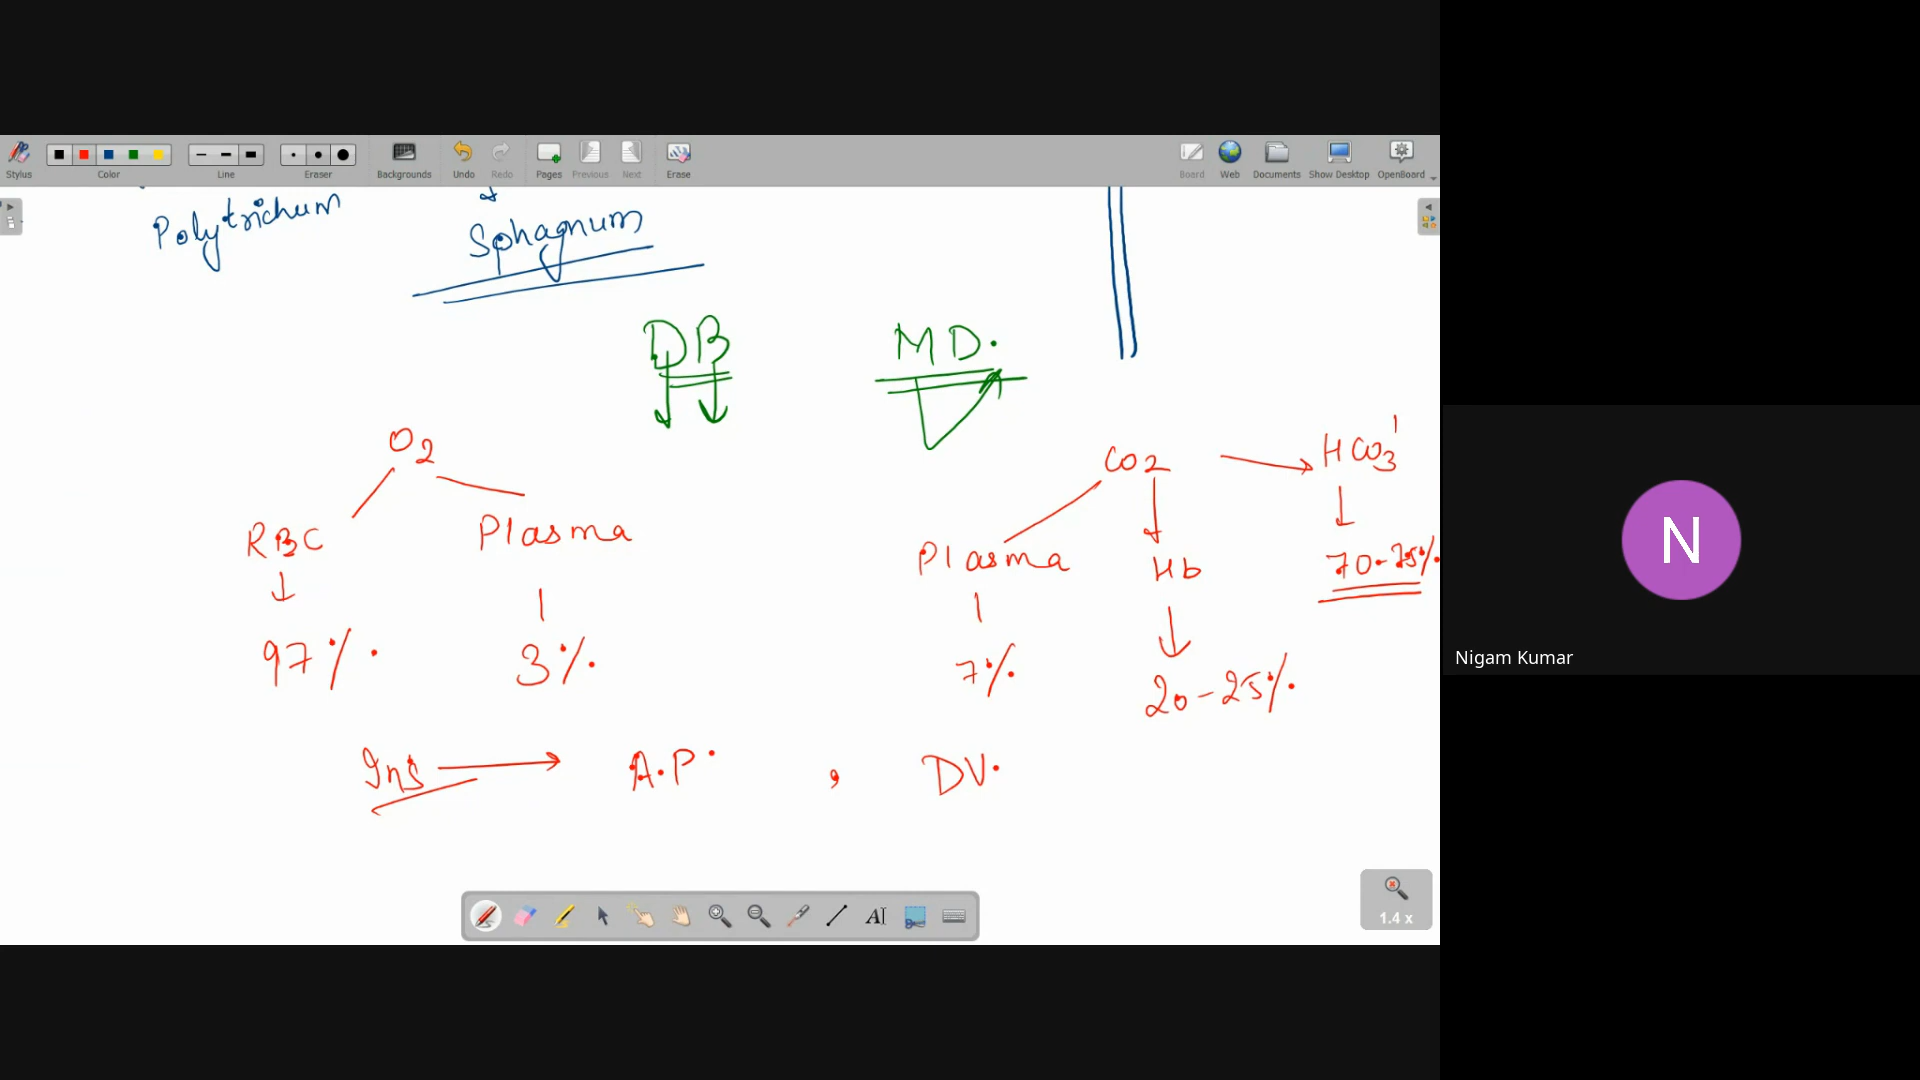 Stylus Color Line Eraser Backgrounds Undo Redo Pages Previous Next Erase Board Web Documents Show Desktop OpenBoard
Polytrichum
Sphagnum
DB MD.
O2 CO2 HCO3'
RBC Plasma Plasma Hb 70-75%.
97%. 3%. 7%. 20-25%.
Ins A.P. , DV.
N
Nigam Kumar
AI
1.4 x